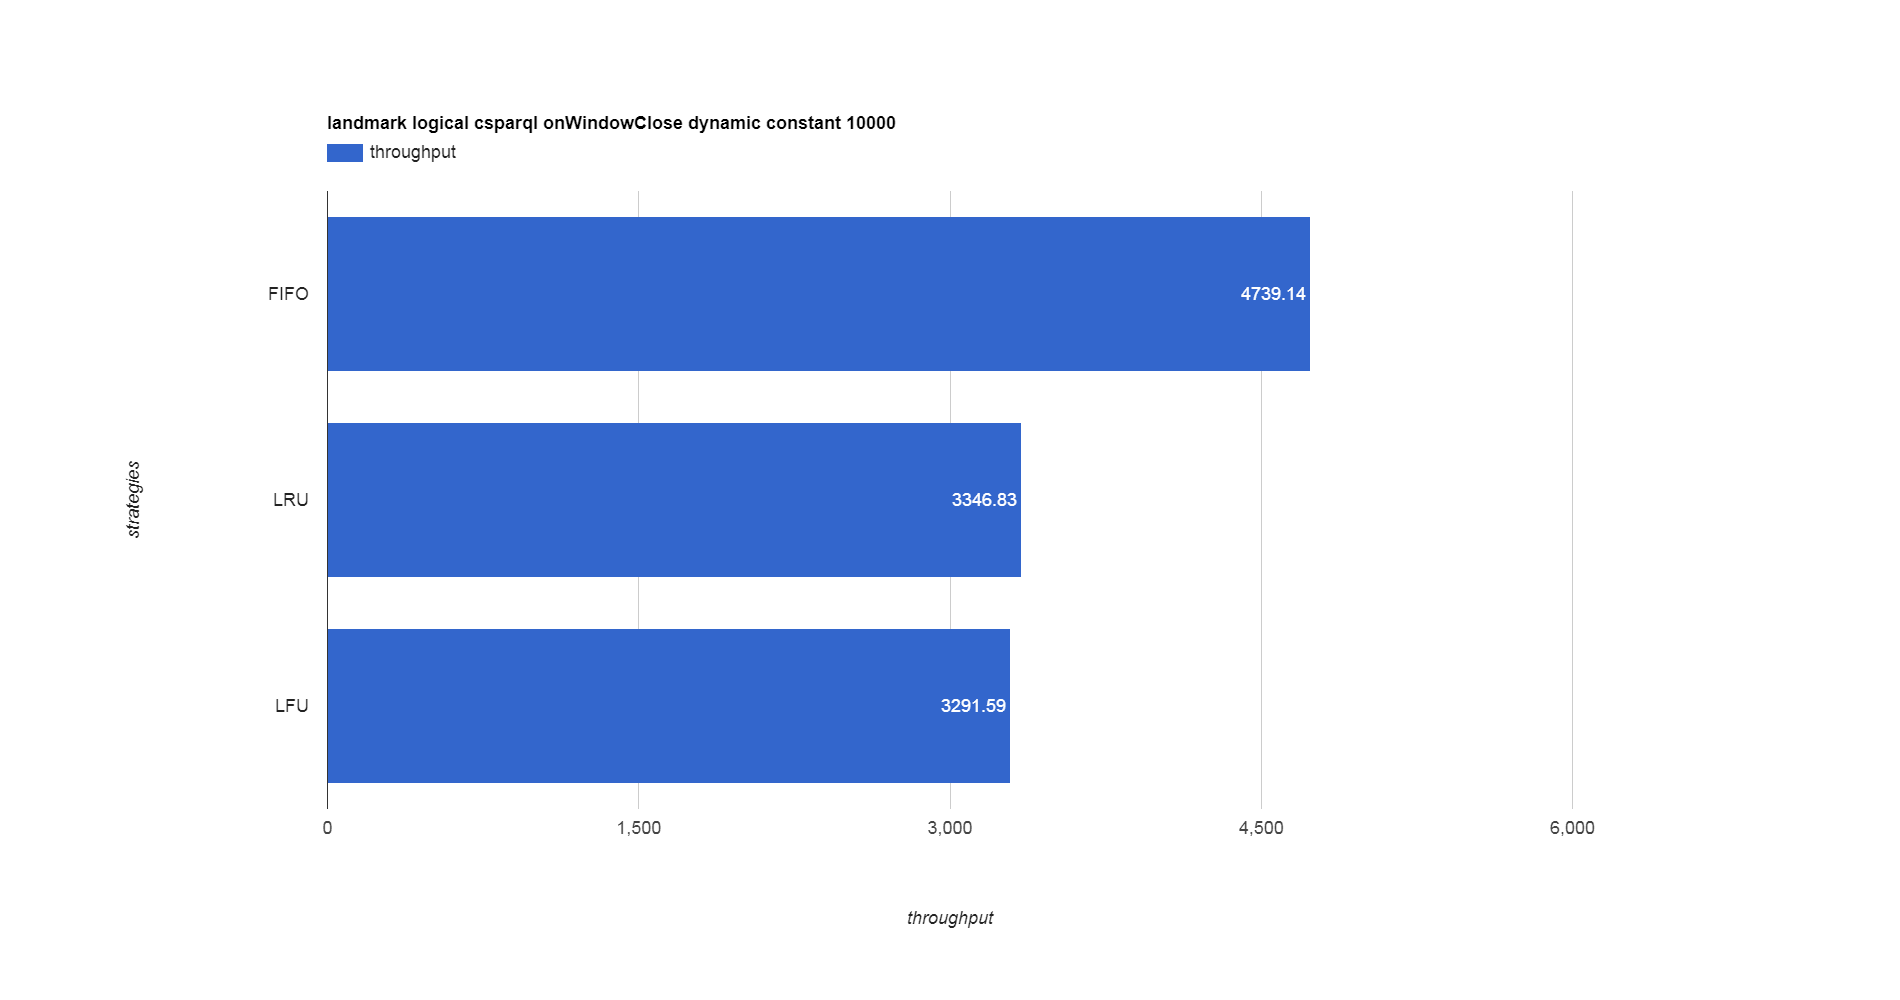 landmark logical csparql onWindowClose dynamic constant 10000
throughput
FIFO
4739.14
LRU
3346.83
LFU
3291.59
strategies
0
1,500
3,000
4,500
6,000
throughput